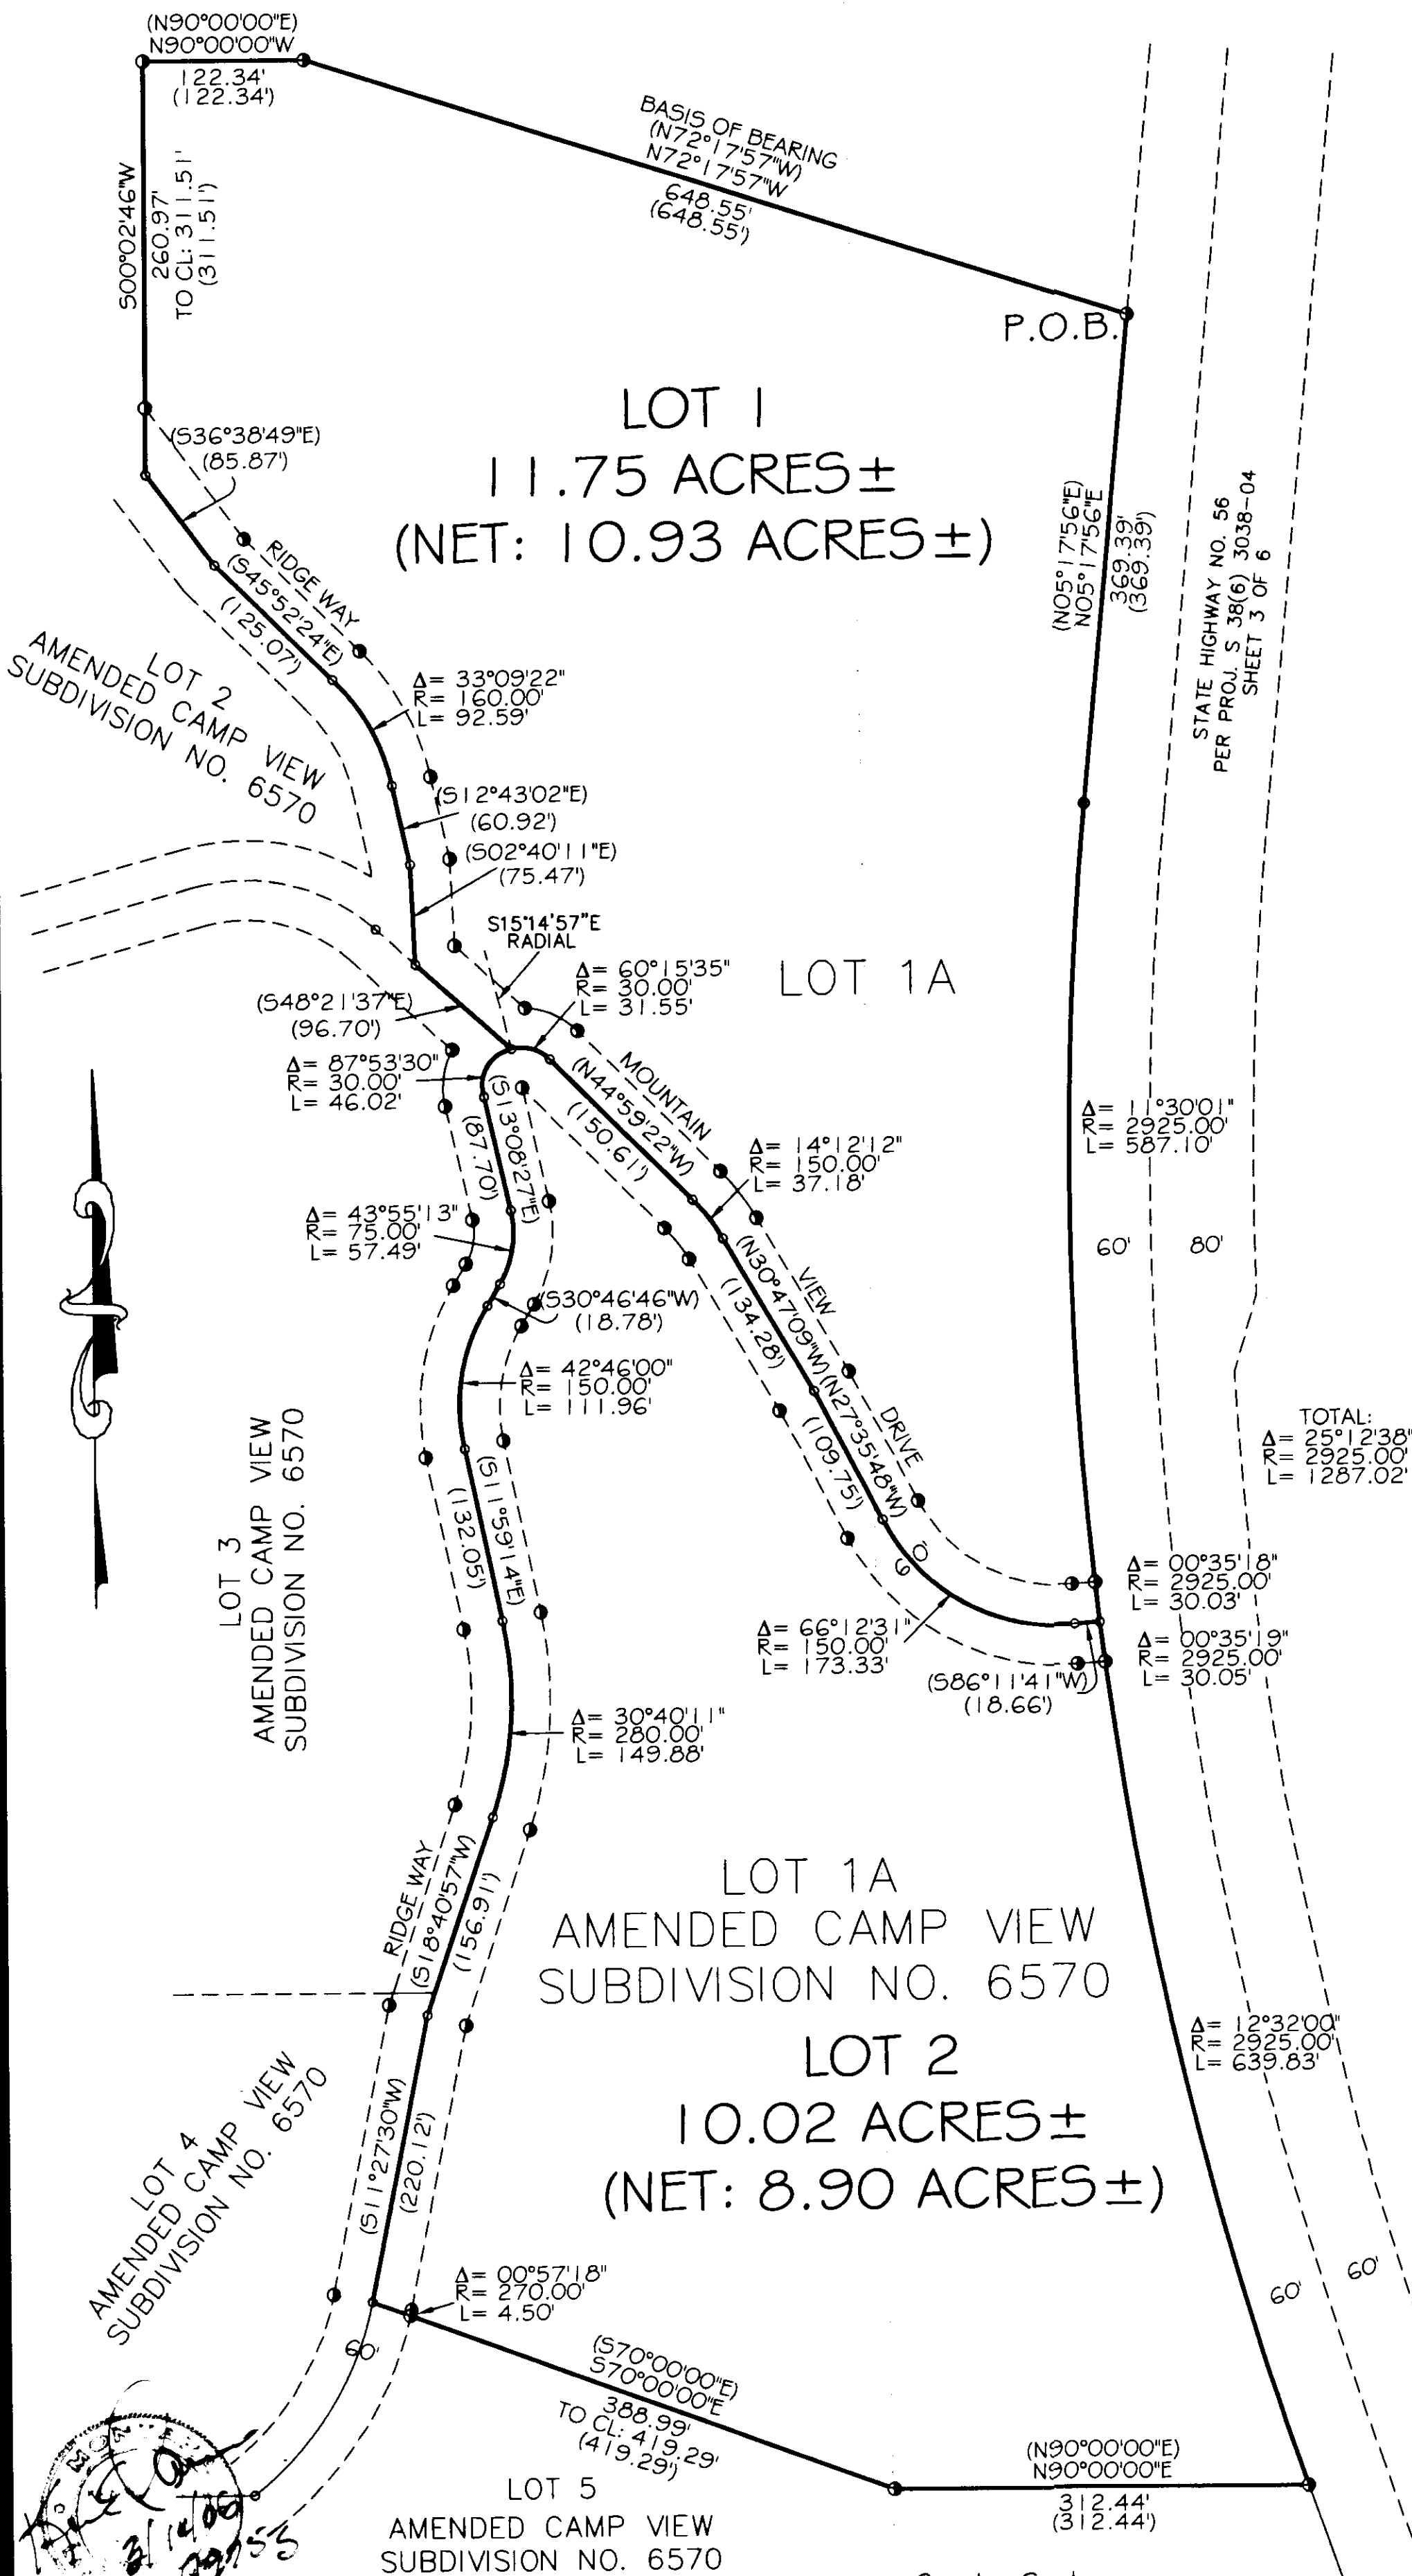 (N90°00'00"E)
N90°00'00"W
122.34'
(122.34')
BASIS OF BEARING
(N72°17'57"W)
N72°17'57"W
648.55'
(648.55')
S00°02'46"W
260.97'
TO CL: 311.51'
(311.51')
P.O.B.
LOT 1
11.75 ACRES±
(NET: 10.93 ACRES±)
(S36°38'49"E)
(85.87')
RIDGE WAY
(S45°52'24"E)
(125.07')
(N05°17'56"E)
N05°17'56"E
369.39'
(369.39')
STATE HIGHWAY NO. 56
PER PROJ. S 38(6) 3038-04
SHEET 3 OF 6
LOT 2
AMENDED CAMP VIEW
SUBDIVISION NO. 6570
Δ= 33°09'22"
R= 160.00'
L= 92.59'
(S12°43'02"E)
(60.92')
(S02°40'11"E)
(75.47')
S15°14'57"E
RADIAL
Δ= 60°15'35"
R= 30.00'
L= 31.55'
LOT 1A
(S48°21'37"E)
(96.70')
Δ= 87°53'30"
R= 30.00'
L= 46.02'
(S13°08'27"E)
(87.70')
MOUNTAIN
(N44°59'22"W)
(150.61')
Δ= 14°12'12"
R= 150.00'
L= 37.18'
Δ= 11°30'01"
R= 2925.00'
L= 587.10'
Δ= 43°55'13"
R= 75.00'
L= 57.49'
60'
80'
VIEW
(N30°47'09"W)
(134.28')
(S30°46'46"W)
(18.78')
Δ= 42°46'00"
R= 150.00'
L= 111.96'
DRIVE
(N27°35'48"W)
(109.75')
TOTAL:
Δ= 25°12'38"
R= 2925.00'
L= 1287.02'
LOT 3
AMENDED CAMP VIEW
SUBDIVISION NO. 6570
(S11°59'14"E)
(132.05')
60
Δ= 00°35'18"
R= 2925.00'
L= 30.03'
Δ= 66°12'31"
R= 150.00'
L= 173.33'
Δ= 00°35'19"
R= 2925.00'
L= 30.05'
(S86°11'41"W)
(18.66')
Δ= 30°40'11"
R= 280.00'
L= 149.88'
RIDGE WAY
(S18°40'57"W)
(156.91')
LOT 1A
AMENDED CAMP VIEW
SUBDIVISION NO. 6570
LOT 2
10.02 ACRES±
(NET: 8.90 ACRES±)
Δ= 12°32'00"
R= 2925.00'
L= 639.83'
LOT 4
AMENDED CAMP VIEW
SUBDIVISION NO. 6570
(S11°27'30"W)
(220.12')
Δ= 00°57'18"
R= 270.00'
L= 4.50'
60'
60'
60'
(S70°00'00"E)
S70°00'00"E
388.99'
TO CL: 419.29'
(419.29')
(N90°00'00"E)
N90°00'00"E
312.44'
(312.44')
LOT 5
AMENDED CAMP VIEW
SUBDIVISION NO. 6570